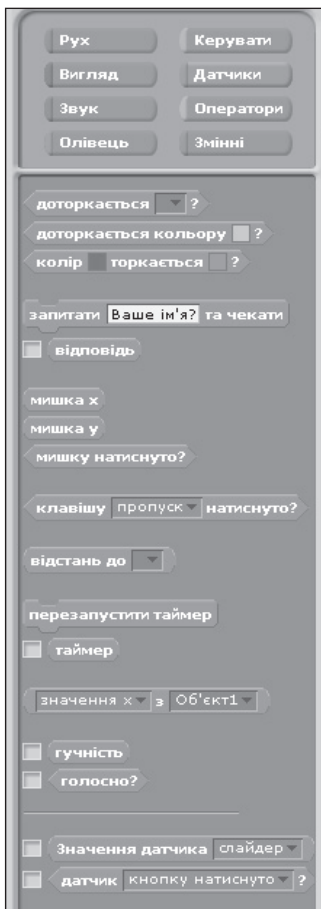 Рух Керувати
Вигляд Датчики
Звук Оператори
Олівець Змінні
доторкається ?
доторкається кольору ?
колір торкається ?
запитати Ваше ім'я? та чекати
відповідь
мишка x
мишка y
мишку натиснуто?
клавішу пропуск натиснуто?
відстань до
перезапустити таймер
таймер
значення x з Об'єкт1
гучність
голосно?
Значення датчика слайдер
датчик кнопку натиснуто ?